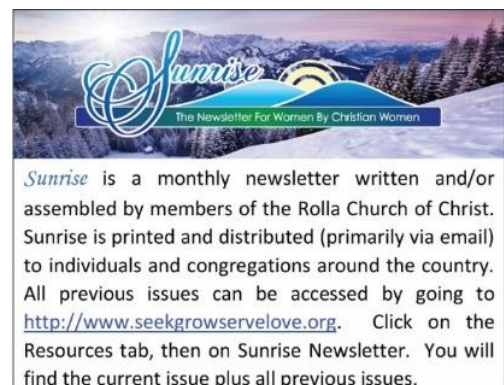 Sunrise
The Newsletter For Women By Christian Women
Sunrise is a monthly newsletter written and/or
assembled by members of the Rolla Church of Christ.
Sunrise is printed and distributed (primarily via email)
to individuals and congregations around the country.
All previous issues can be accessed by going to
http://www.seekgrowservelove.org. Click on the
Resources tab, then on Sunrise Newsletter. You will
find the current issue plus all previous issues.